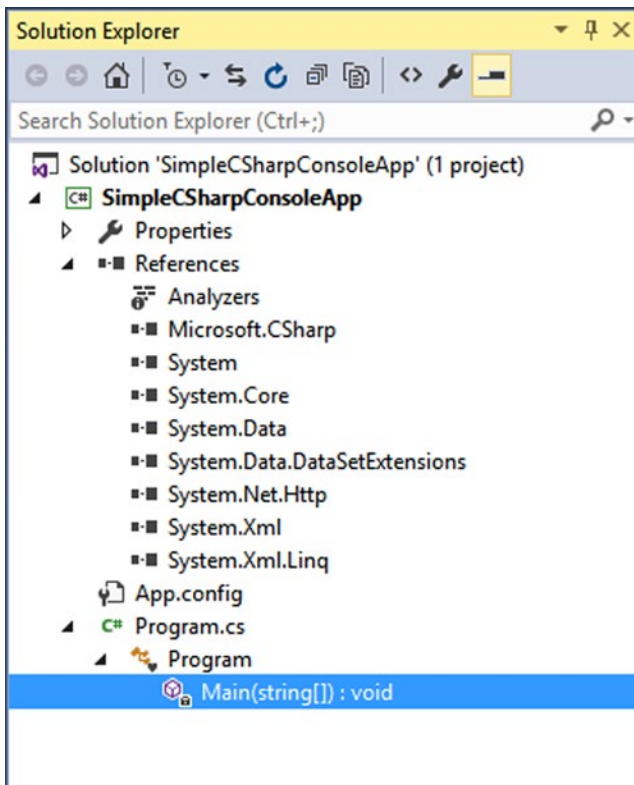 Solution Explorer
Search Solution Explorer (Ctrl+;)
Solution 'SimpleCSharpConsoleApp' (1 project)
C# SimpleCSharpConsoleApp
Properties
References
Analyzers
Microsoft.CSharp
System
System.Core
System.Data
System.Data.DataSetExtensions
System.Net.Http
System.Xml
System.Xml.Linq
App.config
C# Program.cs
Program
Main(string[]) : void